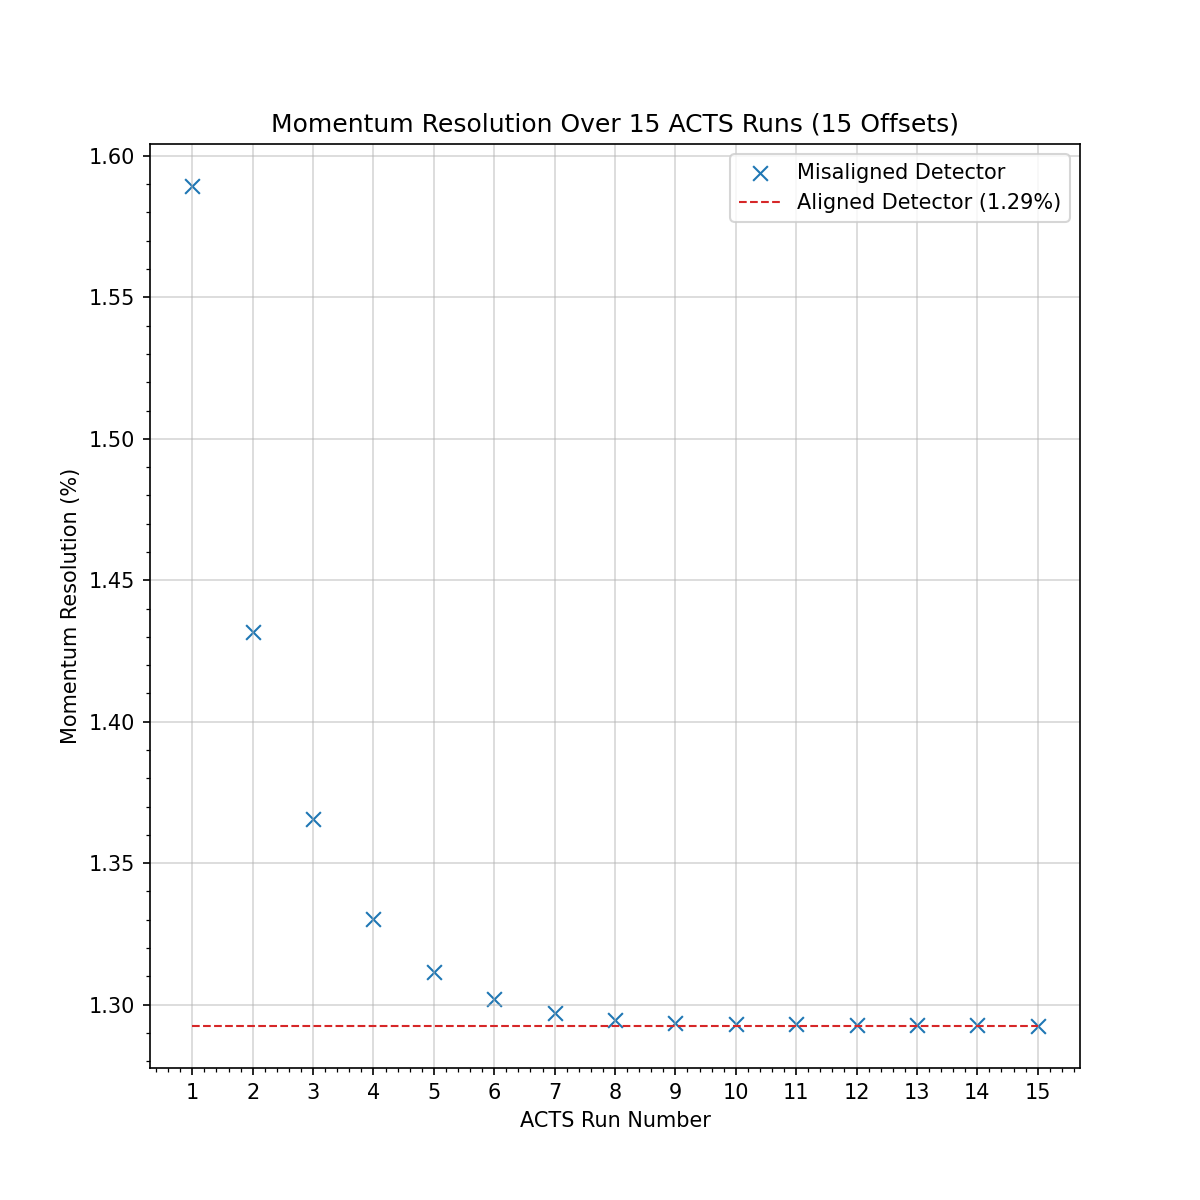 Momentum Resolution Over 15 ACTS Runs (15 Offsets)
Misaligned Detector
Aligned Detector (1.29%)
Momentum Resolution (%)
1.60
1.55
1.50
1.45
1.40
1.35
1.30
1 2 3 4 5 6 7 8 9 10 11 12 13 14 15
ACTS Run Number